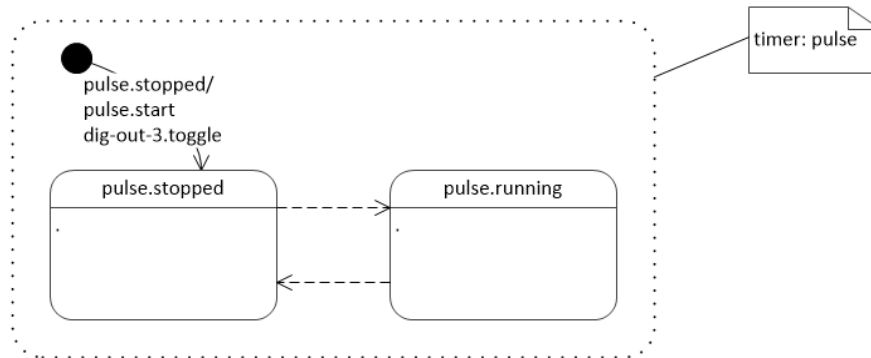 timer: pulse
pulse.stopped/
pulse.start
dig-out-3.toggle
pulse.stopped
pulse.running
.
.